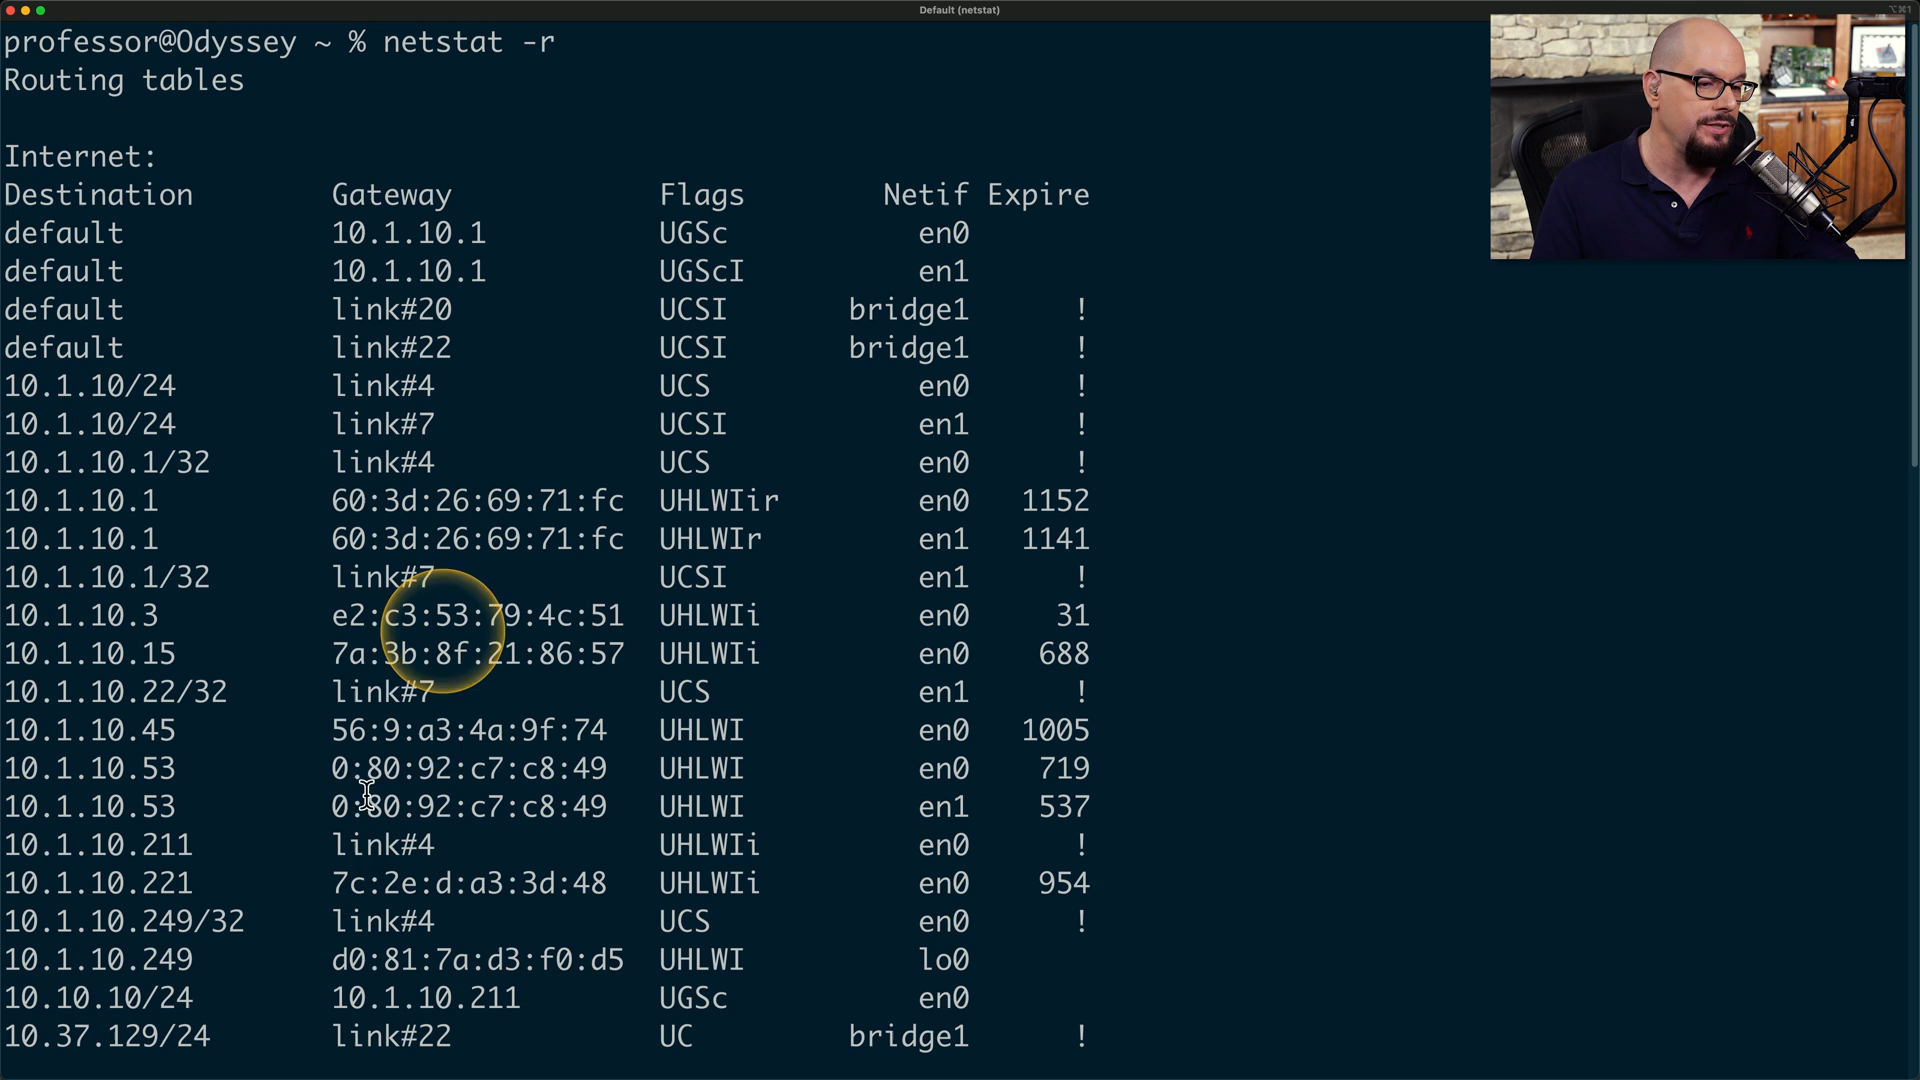 Default (netstat)
⌥⌘1
professor@Odyssey ~ % netstat -r
Routing tables
Internet:
Destination Gateway Flags Netif Expire
default 10.1.10.1 UGSc en0
default 10.1.10.1 UGScI en1
default link#20 UCSI bridge1 !
default link#22 UCSI bridge1 !
10.1.10/24 link#4 UCS en0 !
10.1.10/24 link#7 UCSI en1 !
10.1.10.1/32 link#4 UCS en0 !
10.1.10.1 60:3d:26:69:71:fc UHLWIir en0 1152
10.1.10.1 60:3d:26:69:71:fc UHLWIr en1 1141
10.1.10.1/32 link#7 UCSI en1 !
10.1.10.3 e2:c3:53:79:4c:51 UHLWIi en0 31
10.1.10.15 7a:3b:8f:21:86:57 UHLWIi en0 688
10.1.10.22/32 link#7 UCS en1 !
10.1.10.45 56:9:a3:4a:9f:74 UHLWI en0 1005
10.1.10.53 0:80:92:c7:c8:49 UHLWI en0 719
10.1.10.53 0:80:92:c7:c8:49 UHLWI en1 537
10.1.10.211 link#4 UHLWIi en0 !
10.1.10.221 7c:2e:d:a3:3d:48 UHLWIi en0 954
10.1.10.249/32 link#4 UCS en0 !
10.1.10.249 d0:81:7a:d3:f0:d5 UHLWI lo0
10.10.10/24 10.1.10.211 UGSc en0
10.37.129/24 link#22 UC bridge1 !